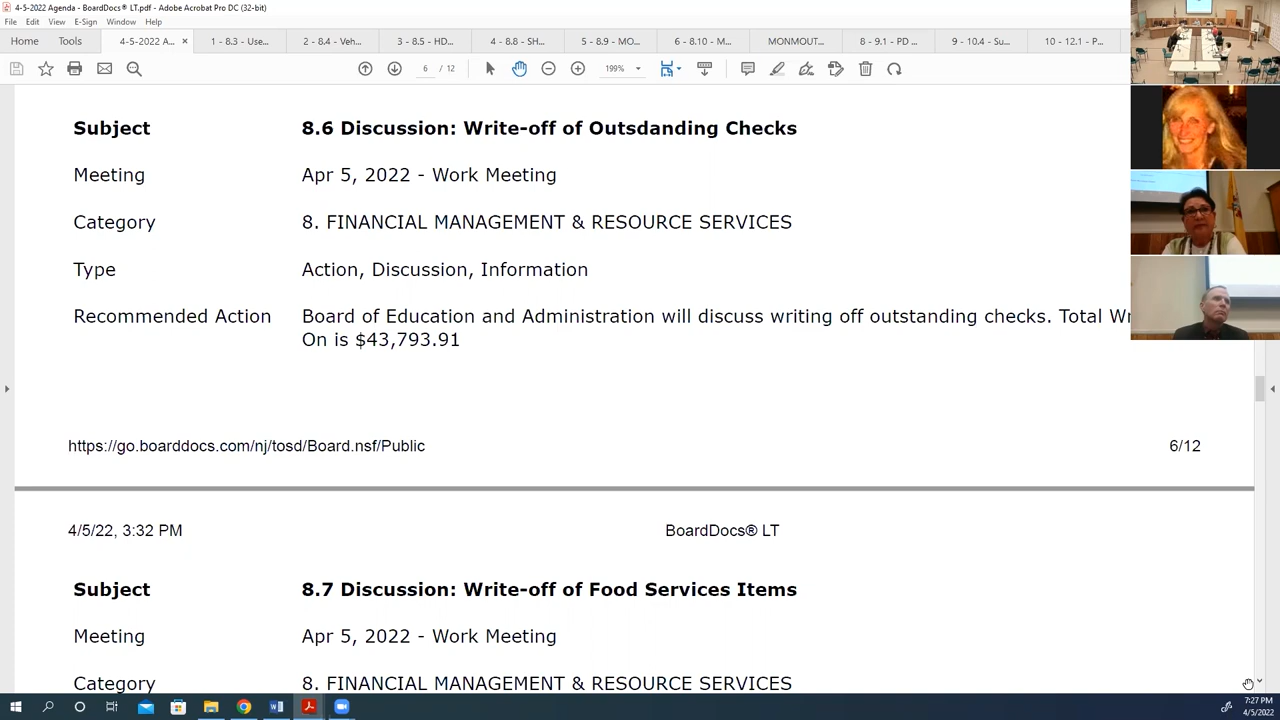 4-5-2022 Agenda - BoardDocs® LT.pdf - Adobe Acrobat Pro DC (32-bit)
File Edit View E-Sign Window Help
Home Tools 4-5-2022 A... × 1 - 8.3 - Use... 2 - 8.4 - Veh... 3 - 8.5 - HD... 4 - 8.8 - CH... 5 - 8.9 - MO... 6 - 8.10 - M... MONMOUT... 8 - 9.1 - PD ... 10.4 - Su... 10 - 12.1 - P...
6 / 12 199%
Subject 8.6 Discussion: Write-off of Outsdanding Checks
Meeting Apr 5, 2022 - Work Meeting
Category 8. FINANCIAL MANAGEMENT & RESOURCE SERVICES
Type Action, Discussion, Information
Recommended Action Board of Education and Administration will discuss writing off outstanding checks. Total
On is $43,793.91
https://go.boarddocs.com/nj/tosd/Board.nsf/Public 6/12
4/5/22, 3:32 PM BoardDocs® LT
Subject 8.7 Discussion: Write-off of Food Services Items
Meeting Apr 5, 2022 - Work Meeting
Category 8. FINANCIAL MANAGEMENT & RESOURCE SERVICES
7:27 PM
4/5/2022